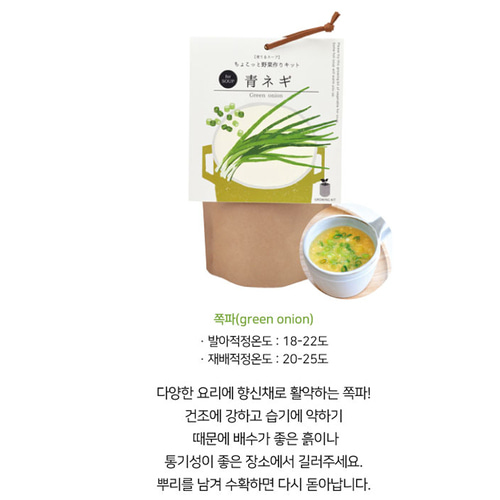 【育てるスープ】
ちょこっと野菜作りキット
for
SOUP
青ネギ
Green onion
GROWING KIT
쪽파(green onion)
· 발아적정온도 : 18-22도
· 재배적정온도 : 20-25도
다양한 요리에 향신채로 활약하는 쪽파!
건조에 강하고 습기에 약하기
때문에 배수가 좋은 흙이나
통기성이 좋은 장소에서 길러주세요.
뿌리를 남겨 수확하면 다시 돋아납니다.